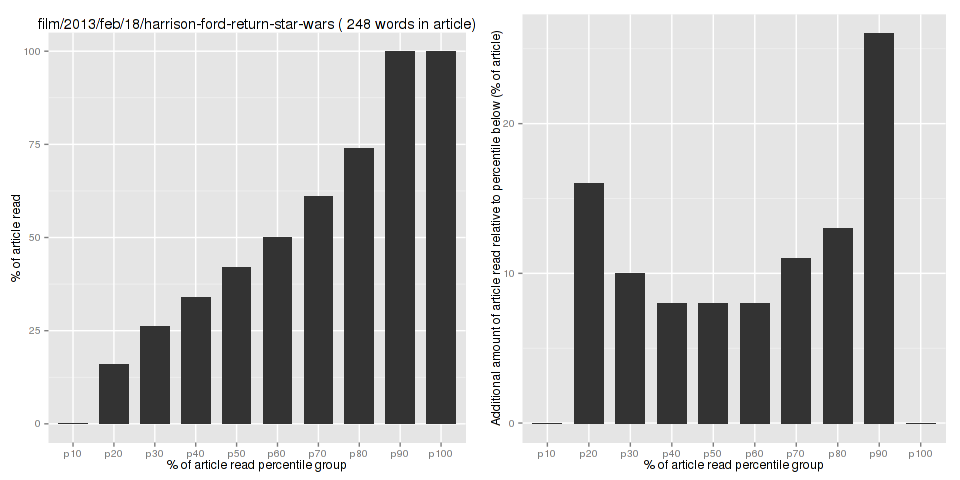 film/2013/feb/18/harrison-ford-return-star-wars ( 248 words in article)
% of article read
100
75
50
25
0
p10 p20 p30 p40 p50 p60 p70 p80 p90 p100
% of article read percentile group
Additional amount of article read relative to percentile below (% of article)
20
10
0
p10 p20 p30 p40 p50 p60 p70 p80 p90 p100
% of article read percentile group